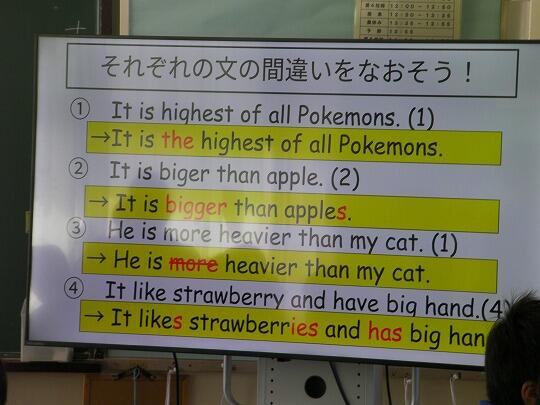 それぞれの文の間違いをなおそう！
① It is highest of all Pokemons. (1)
→It is the highest of all Pokemons.
② It is biger than apple. (2)
→ It is bigger than apples.
③ He is more heavier than my cat. (1)
→ He is more heavier than my cat.
④ It like strawberry and have big hand.(4
→ It likes strawberries and has big han